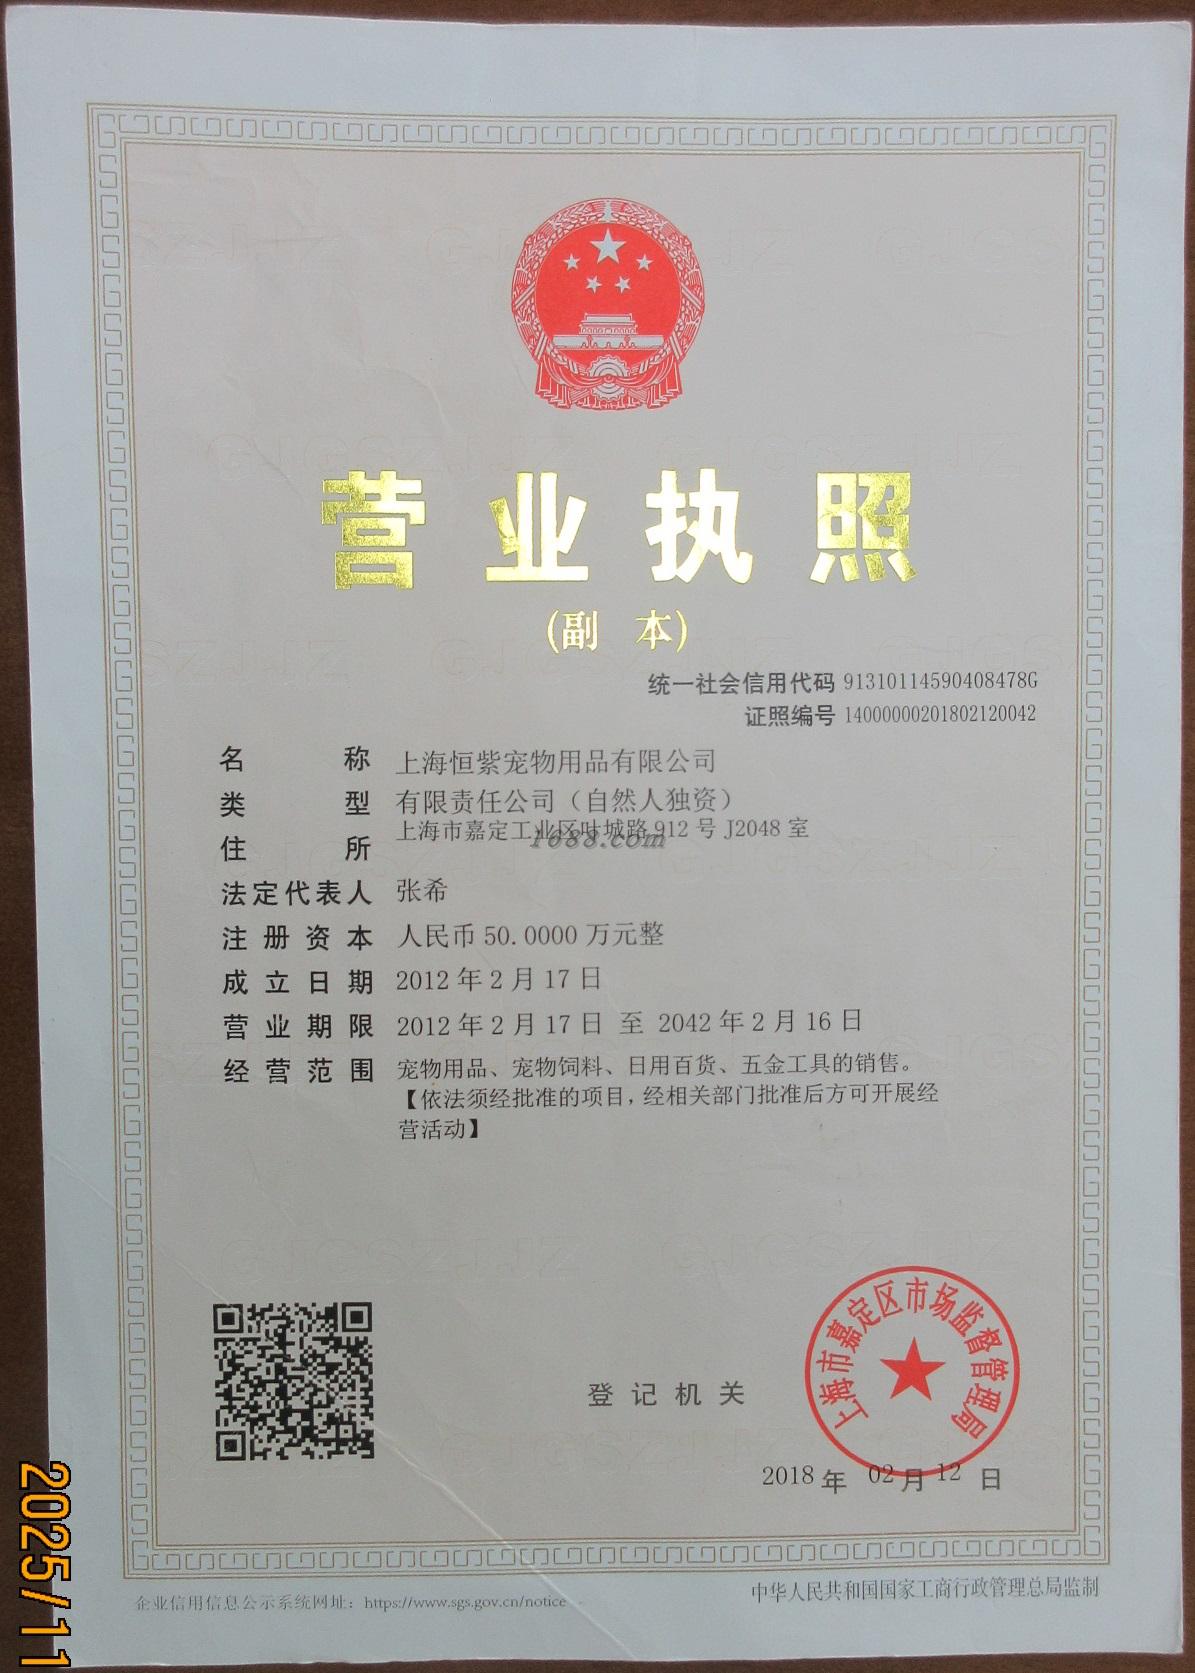 营业执照
(副 本)
统一社会信用代码 91310114590408478G
证照编号 14000000201802120042
名 称 上海恒紫宠物用品有限公司
类 型 有限责任公司（自然人独资）
住 所 上海市嘉定工业区叶城路 912 号 J2048 室
1688.com
法定代表人 张希
注册资本 人民币 50.0000 万元整
成立日期 2012 年 2 月 17 日
营业期限 2012 年 2 月 17 日 至 2042 年 2 月 16 日
经营范围 宠物用品、宠物饲料、日用百货、五金工具的销售。
【依法须经批准的项目,经相关部门批准后方可开展经
营活动】
登记机关
上海市嘉定区市场监督管理局
2018 年 02 月 12 日
企业信用信息公示系统网址：https://www.sgs.gov.cn/notice
中华人民共和国国家工商行政管理总局监制
2025/11